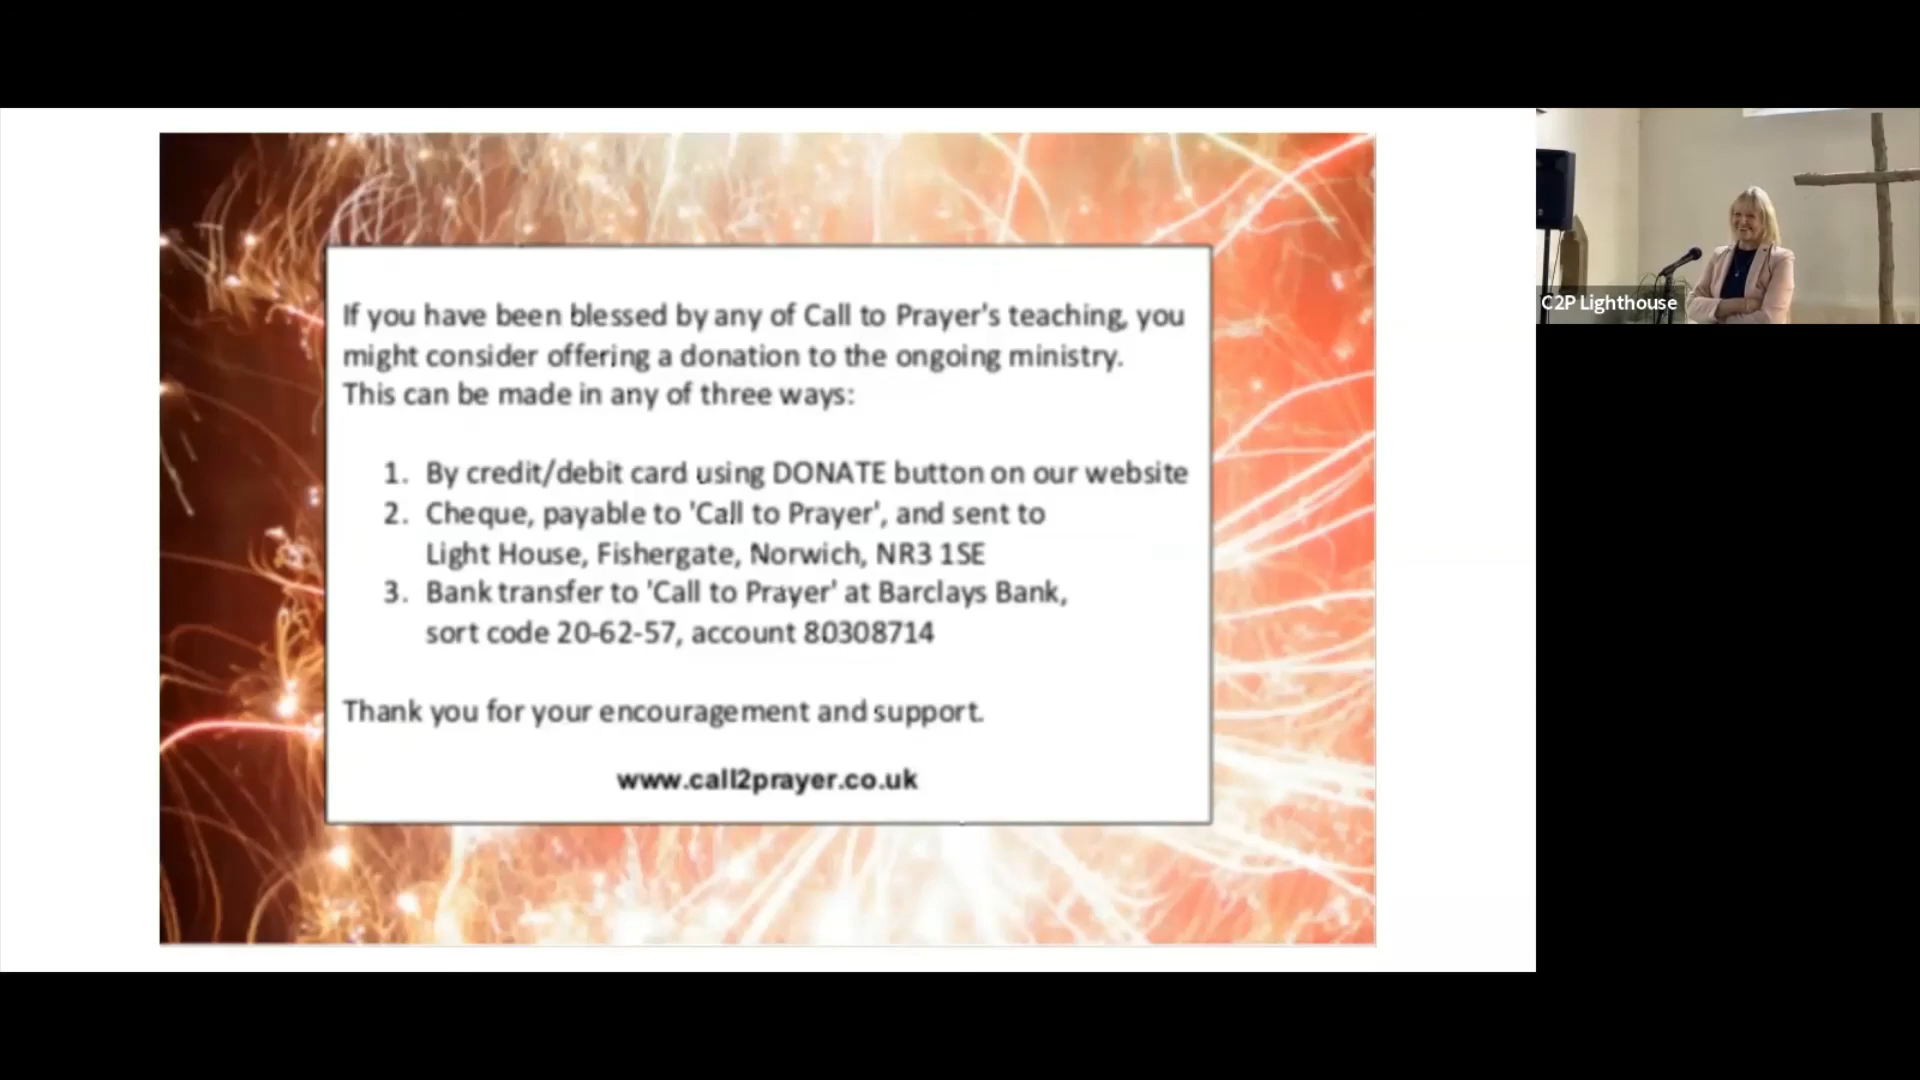 If you have been blessed by any of Call to Prayer's teaching, you
might consider offering a donation to the ongoing ministry.
This can be made in any of three ways:
1. By credit/debit card using DONATE button on our website
2. Cheque, payable to 'Call to Prayer', and sent to
Light House, Fishergate, Norwich, NR3 1SE
3. Bank transfer to 'Call to Prayer' at Barclays Bank,
sort code 20-62-57, account 80308714
Thank you for your encouragement and support.
www.call2prayer.co.uk
C2P Lighthouse